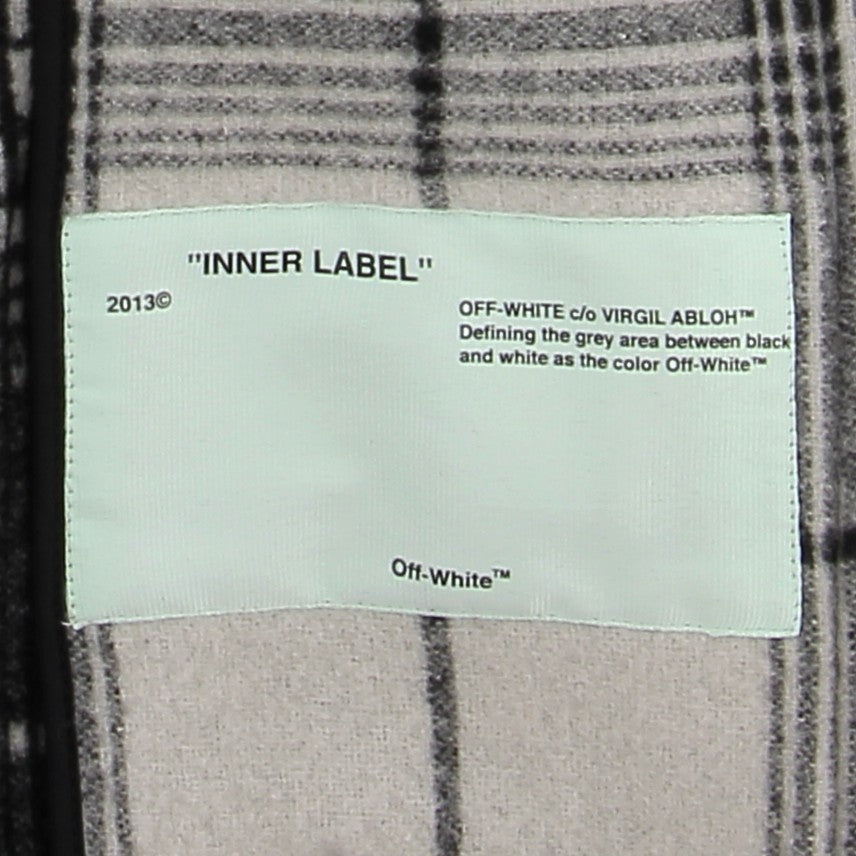 "INNER LABEL"
2013©
OFF-WHITE c/o VIRGIL ABLOH™
Defining the grey area between black
and white as the color Off-White™
Off-White™